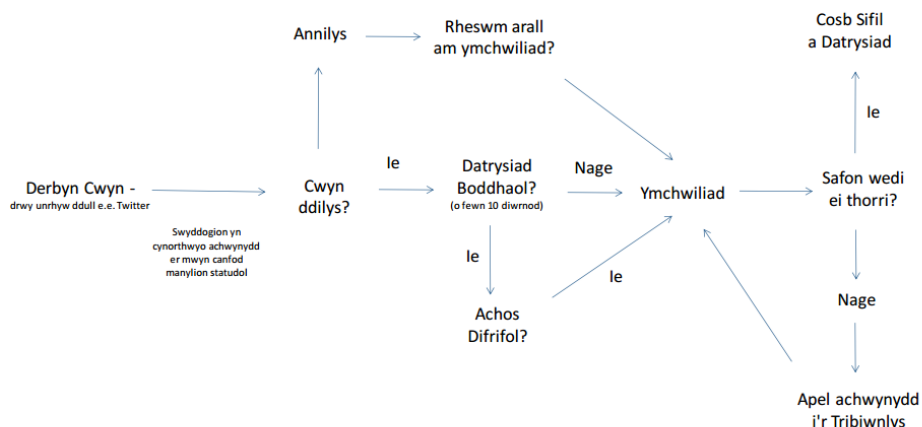 Derbyn Cwyn -
drwy unrhyw ddull e.e. Twitter
Swyddogion yn
cynorthwyo achwynydd
er mwyn canfod
manylion statudol
Cwyn
ddilys?
Annilys
Rheswm arall
am ymchwiliad?
Ie
Datrysiad
Boddhaol?
(o fewn 10 diwrnod)
Nage
Ie
Achos
Difrifol?
Ie
Ymchwiliad
Safon wedi
ei thorri?
Ie
Cosb Sifil
a Datrysiad
Nage
Apel achwynydd
i'r Tribiwnlys